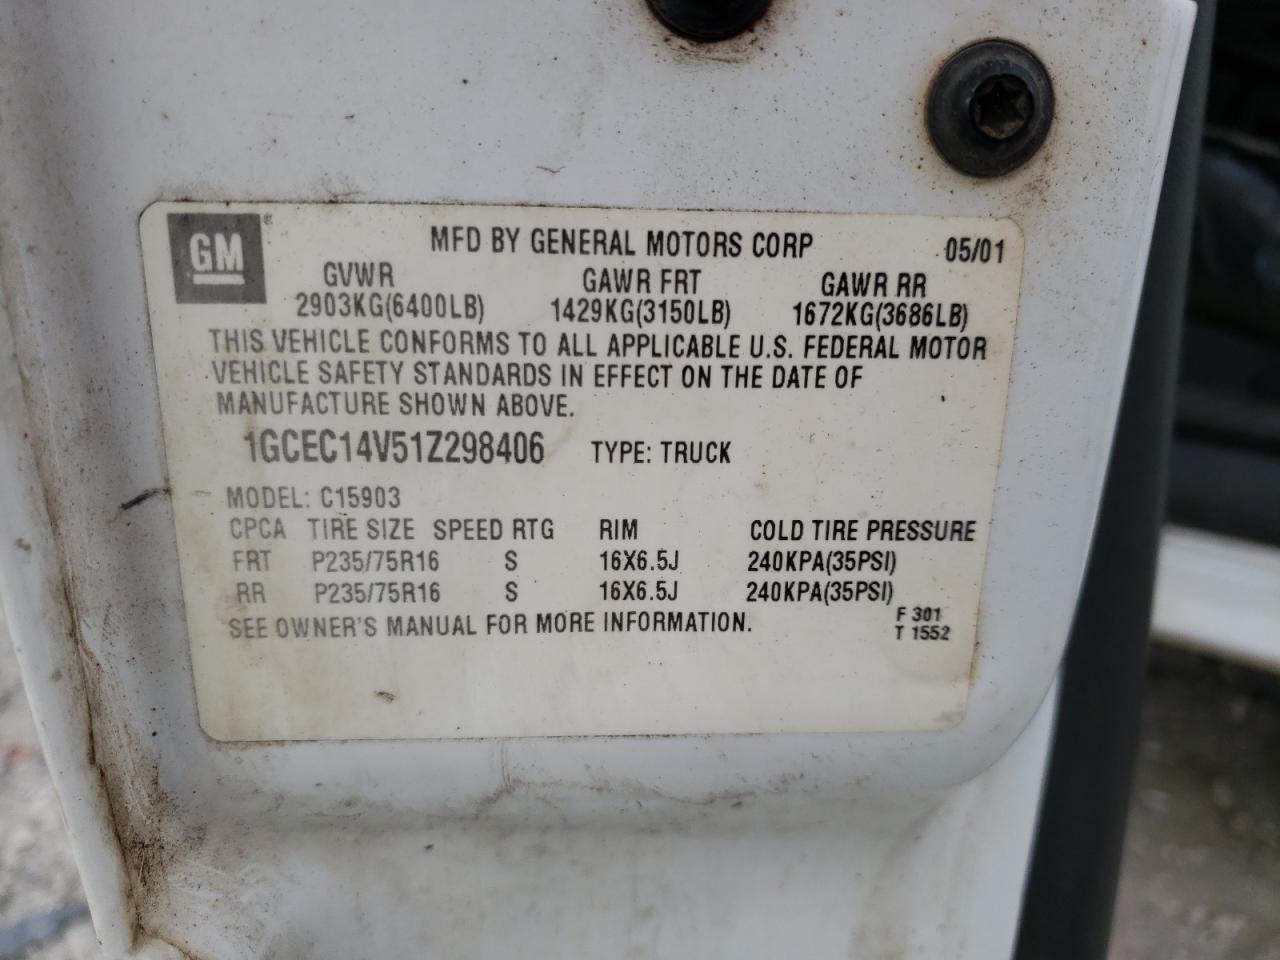 GM®
MFD BY GENERAL MOTORS CORP 05/01
GVWR GAWR FRT GAWR RR
2903KG(6400LB) 1429KG(3150LB) 1672KG(3686LB)
THIS VEHICLE CONFORMS TO ALL APPLICABLE U.S. FEDERAL MOTOR
VEHICLE SAFETY STANDARDS IN EFFECT ON THE DATE OF
MANUFACTURE SHOWN ABOVE.
1GCEC14V51Z298406 TYPE: TRUCK
MODEL: C15903
CPCA TIRE SIZE SPEED RTG RIM COLD TIRE PRESSURE
FRT P235/75R16 S 16X6.5J 240KPA(35PSI)
RR P235/75R16 S 16X6.5J 240KPA(35PSI)
SEE OWNER'S MANUAL FOR MORE INFORMATION.
F 301
T 1552